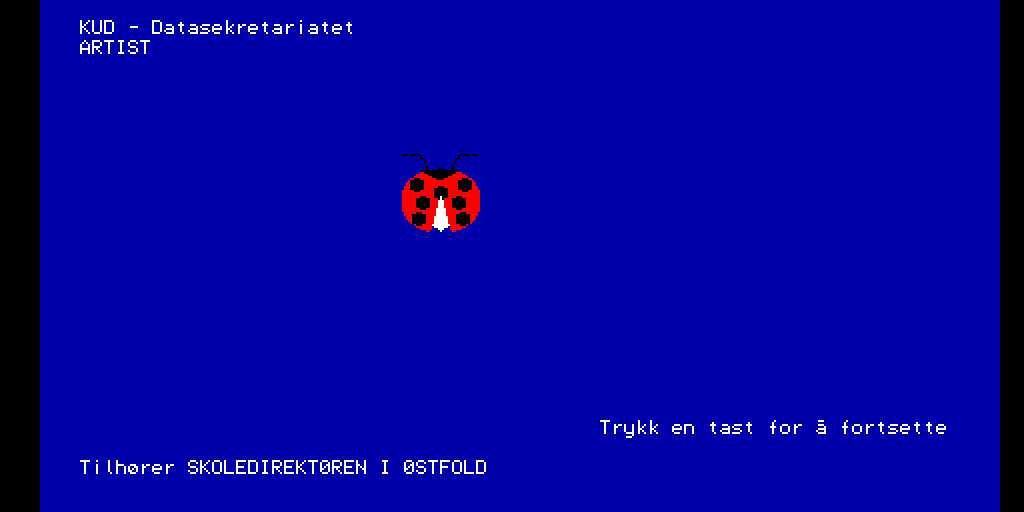 KUD - Datasekretariatet
ARTIST
Trykk en tast for å fortsette
Tilhører SKOLEDIREKTØREN I ØSTFOLD